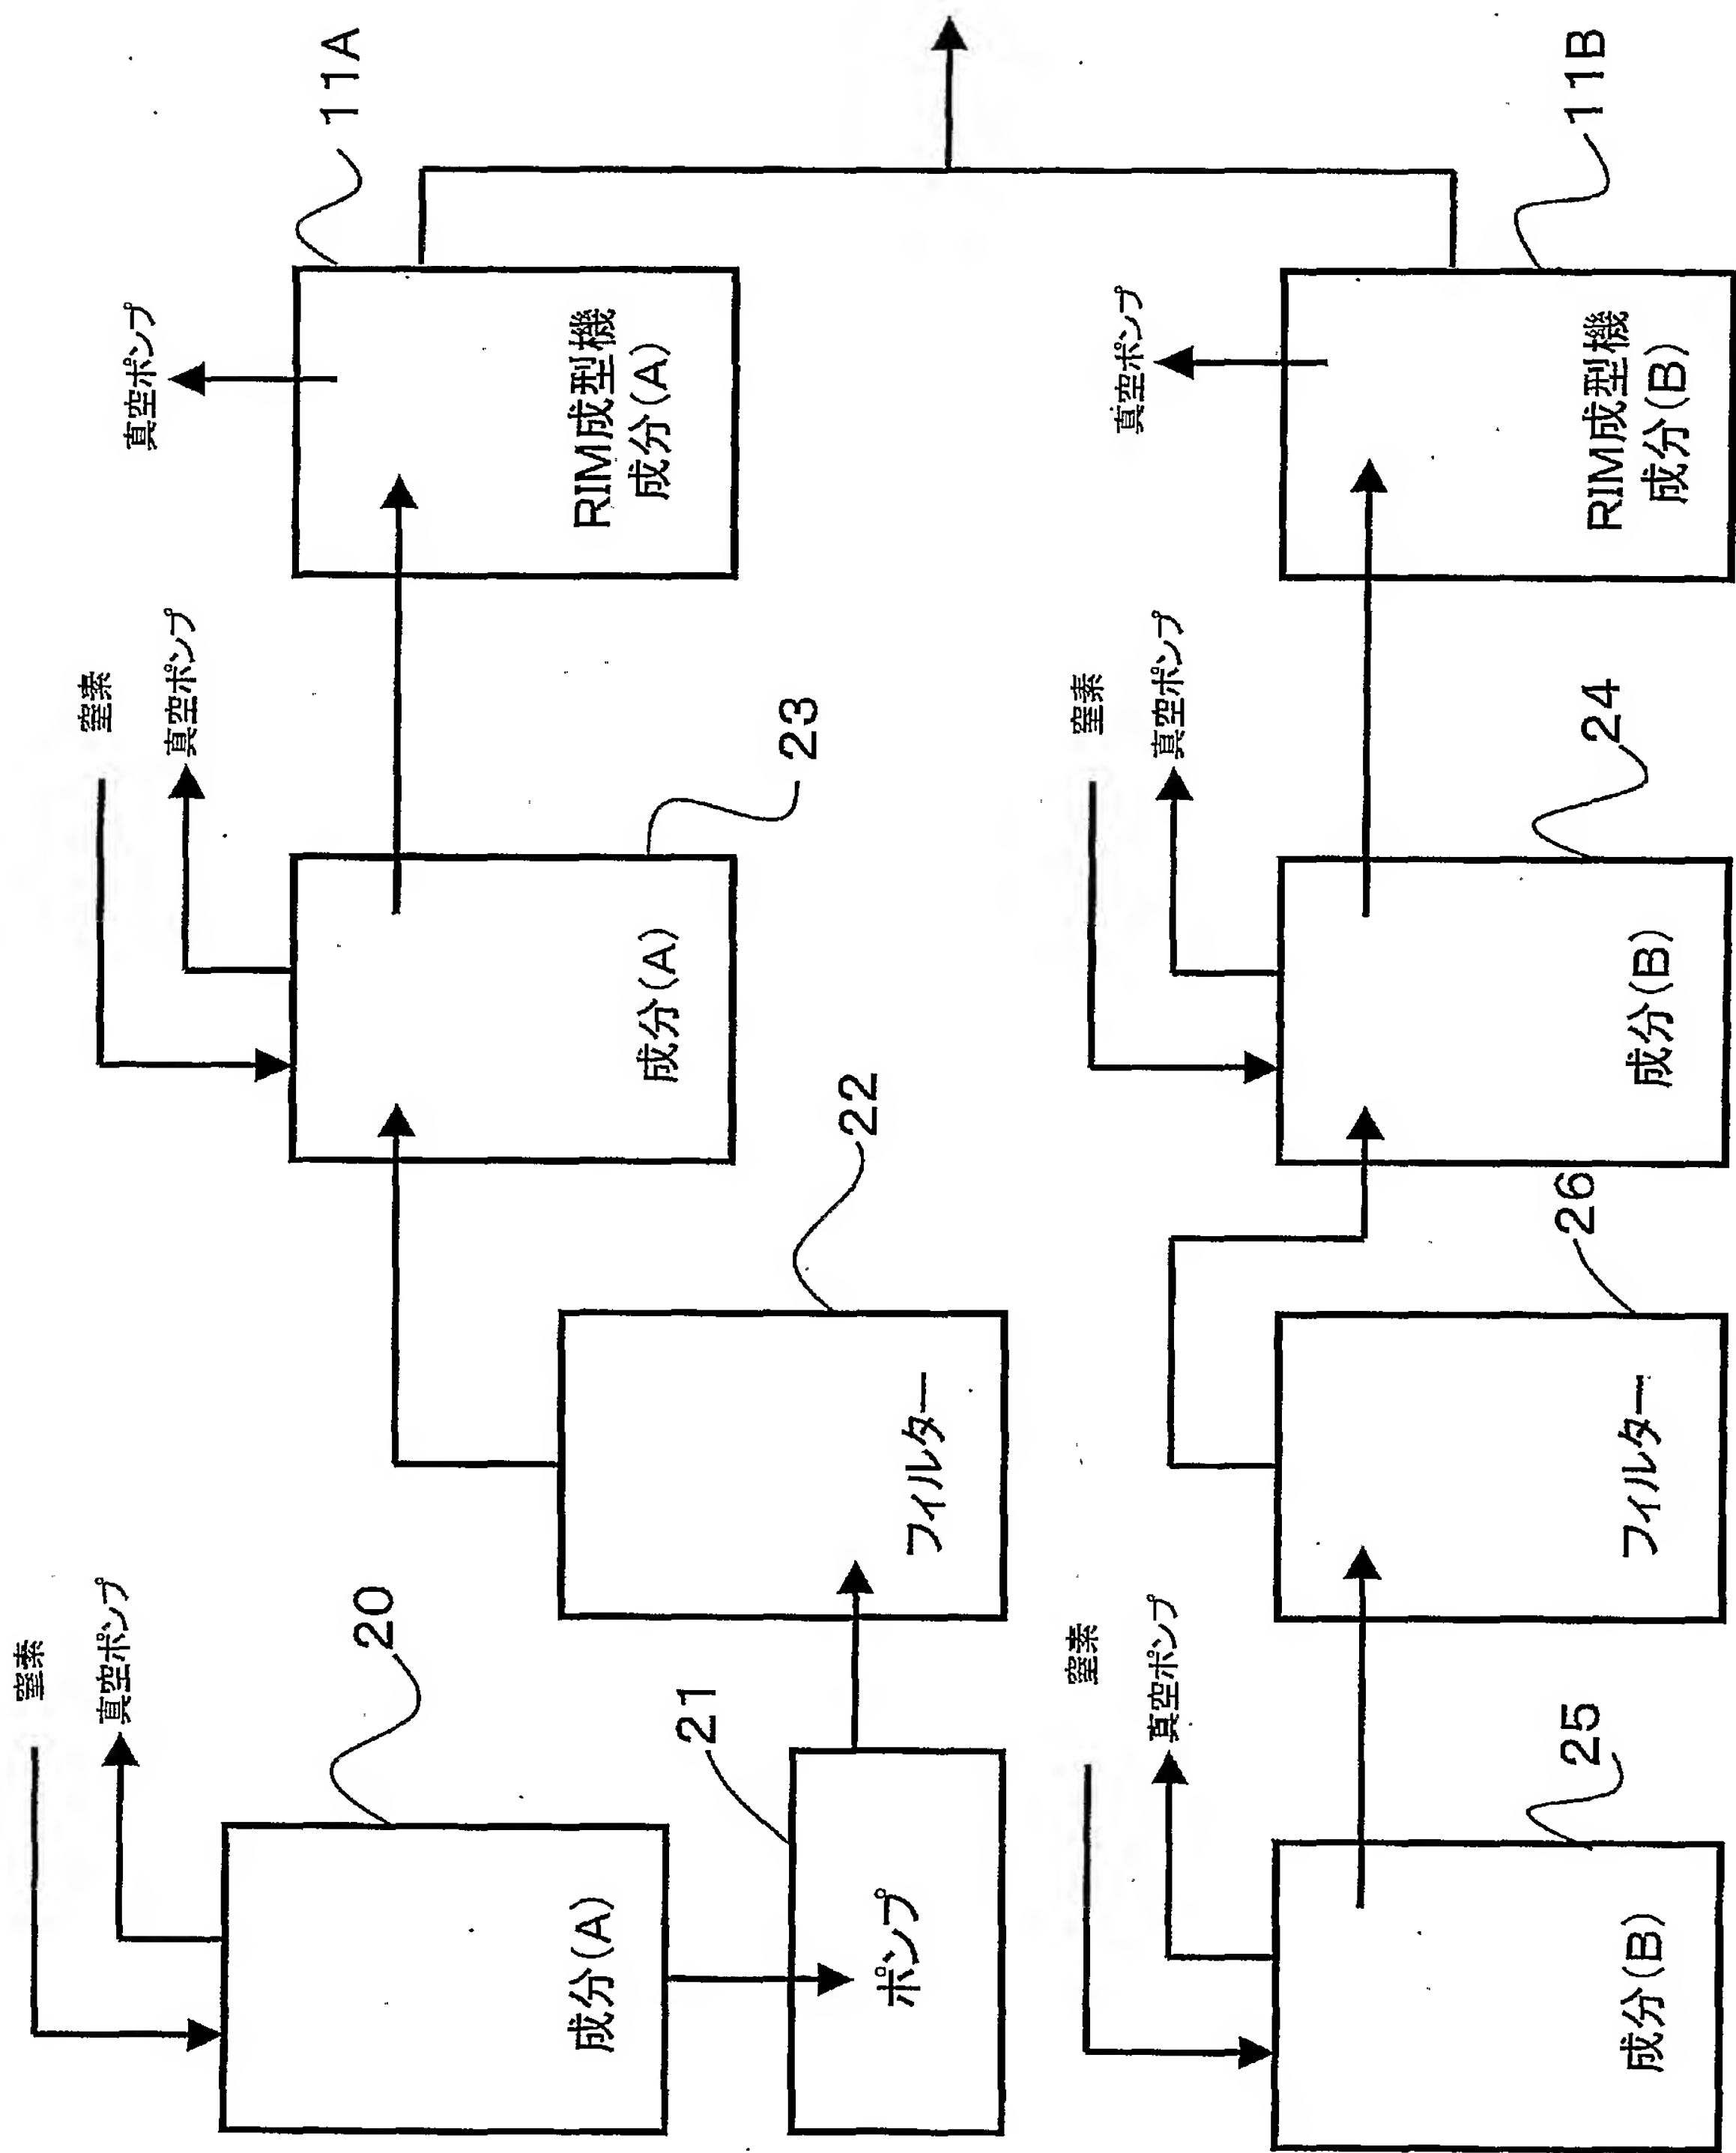 窒素
真空ポンプ
20
成分(A)
21
ポンプ
22
フィルター
窒素
真空ポンプ
23
成分(A)
真空ポンプ
11A
RIM成型機
成分(A)
窒素
真空ポンプ
25
成分(B)
26
フィルター
窒素
真空ポンプ
24
成分(B)
真空ポンプ
11B
RIM成型機
成分(B)